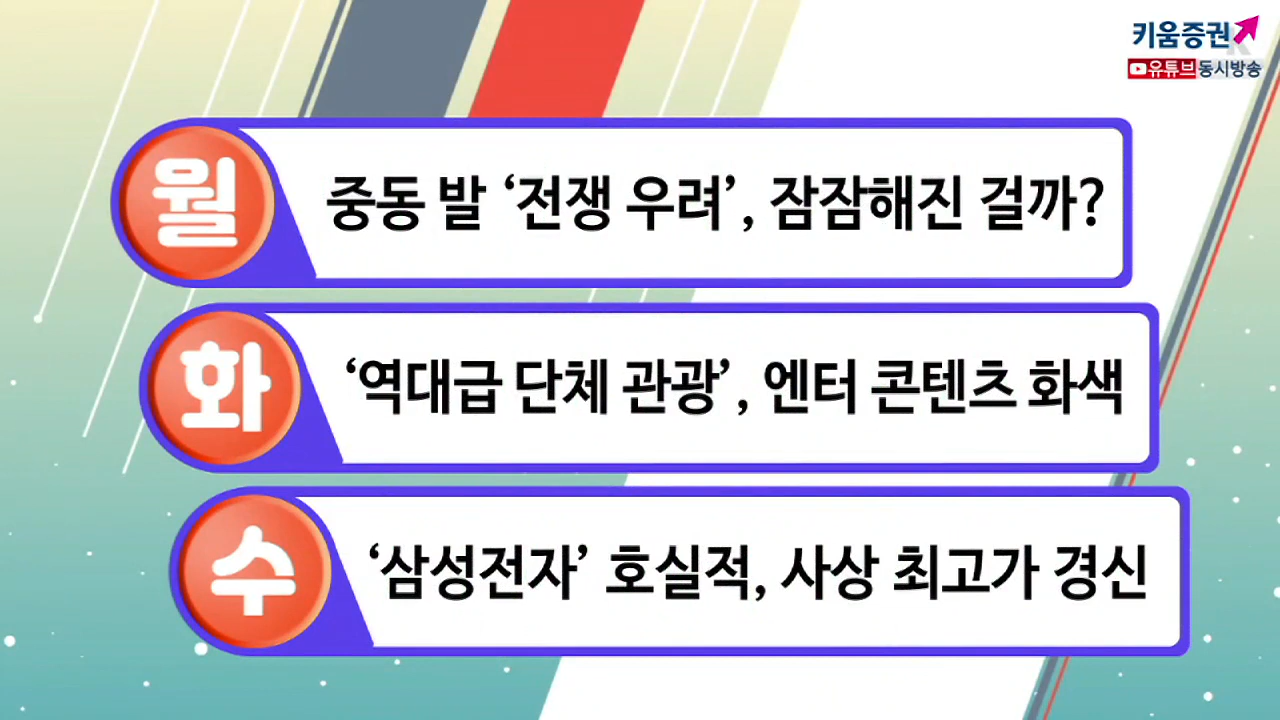 키움증권
유튜브동시방송
월
중동 발 ‘전쟁 우려’, 잠잠해진 걸까?
화
‘역대급 단체 관광’, 엔터 콘텐츠 화색
수
‘삼성전자’ 호실적, 사상 최고가 경신